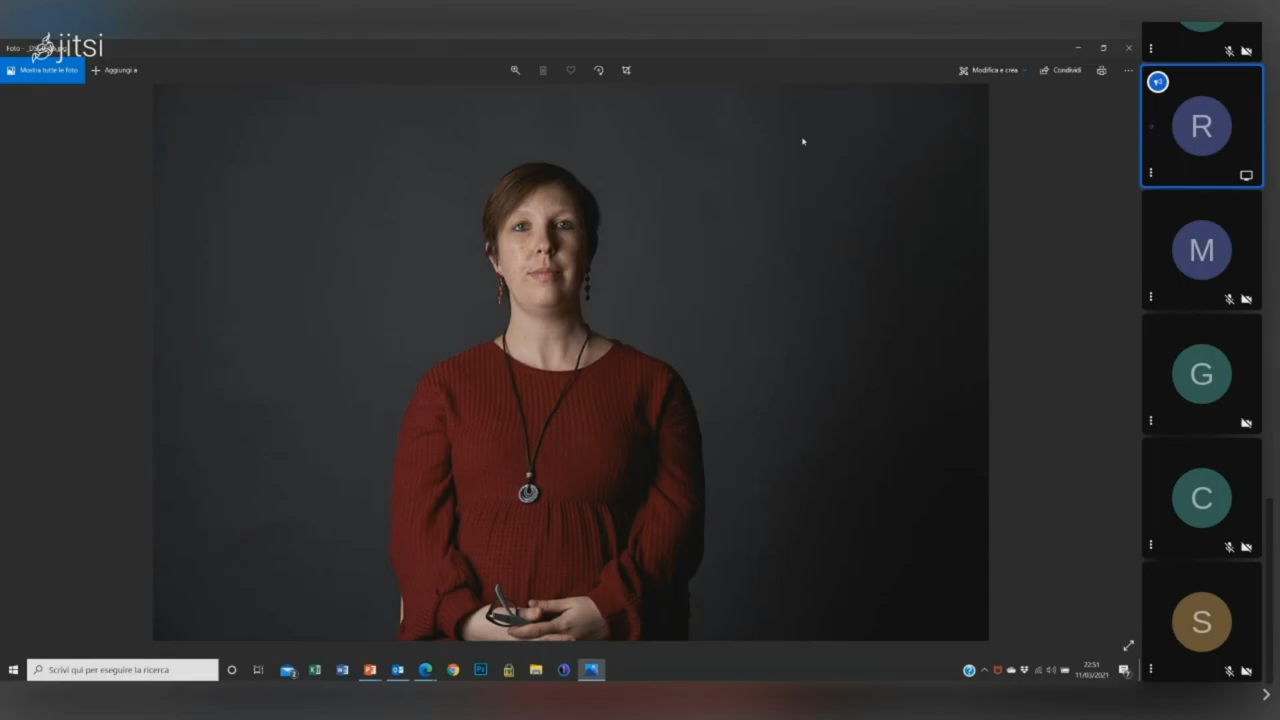 jitsi
Mostra tutte le foto
Aggiungi a
Modifica e crea
Condividi
R
M
G
C
S
Scrivi qui per eseguire la ricerca
22:51
11/03/2021